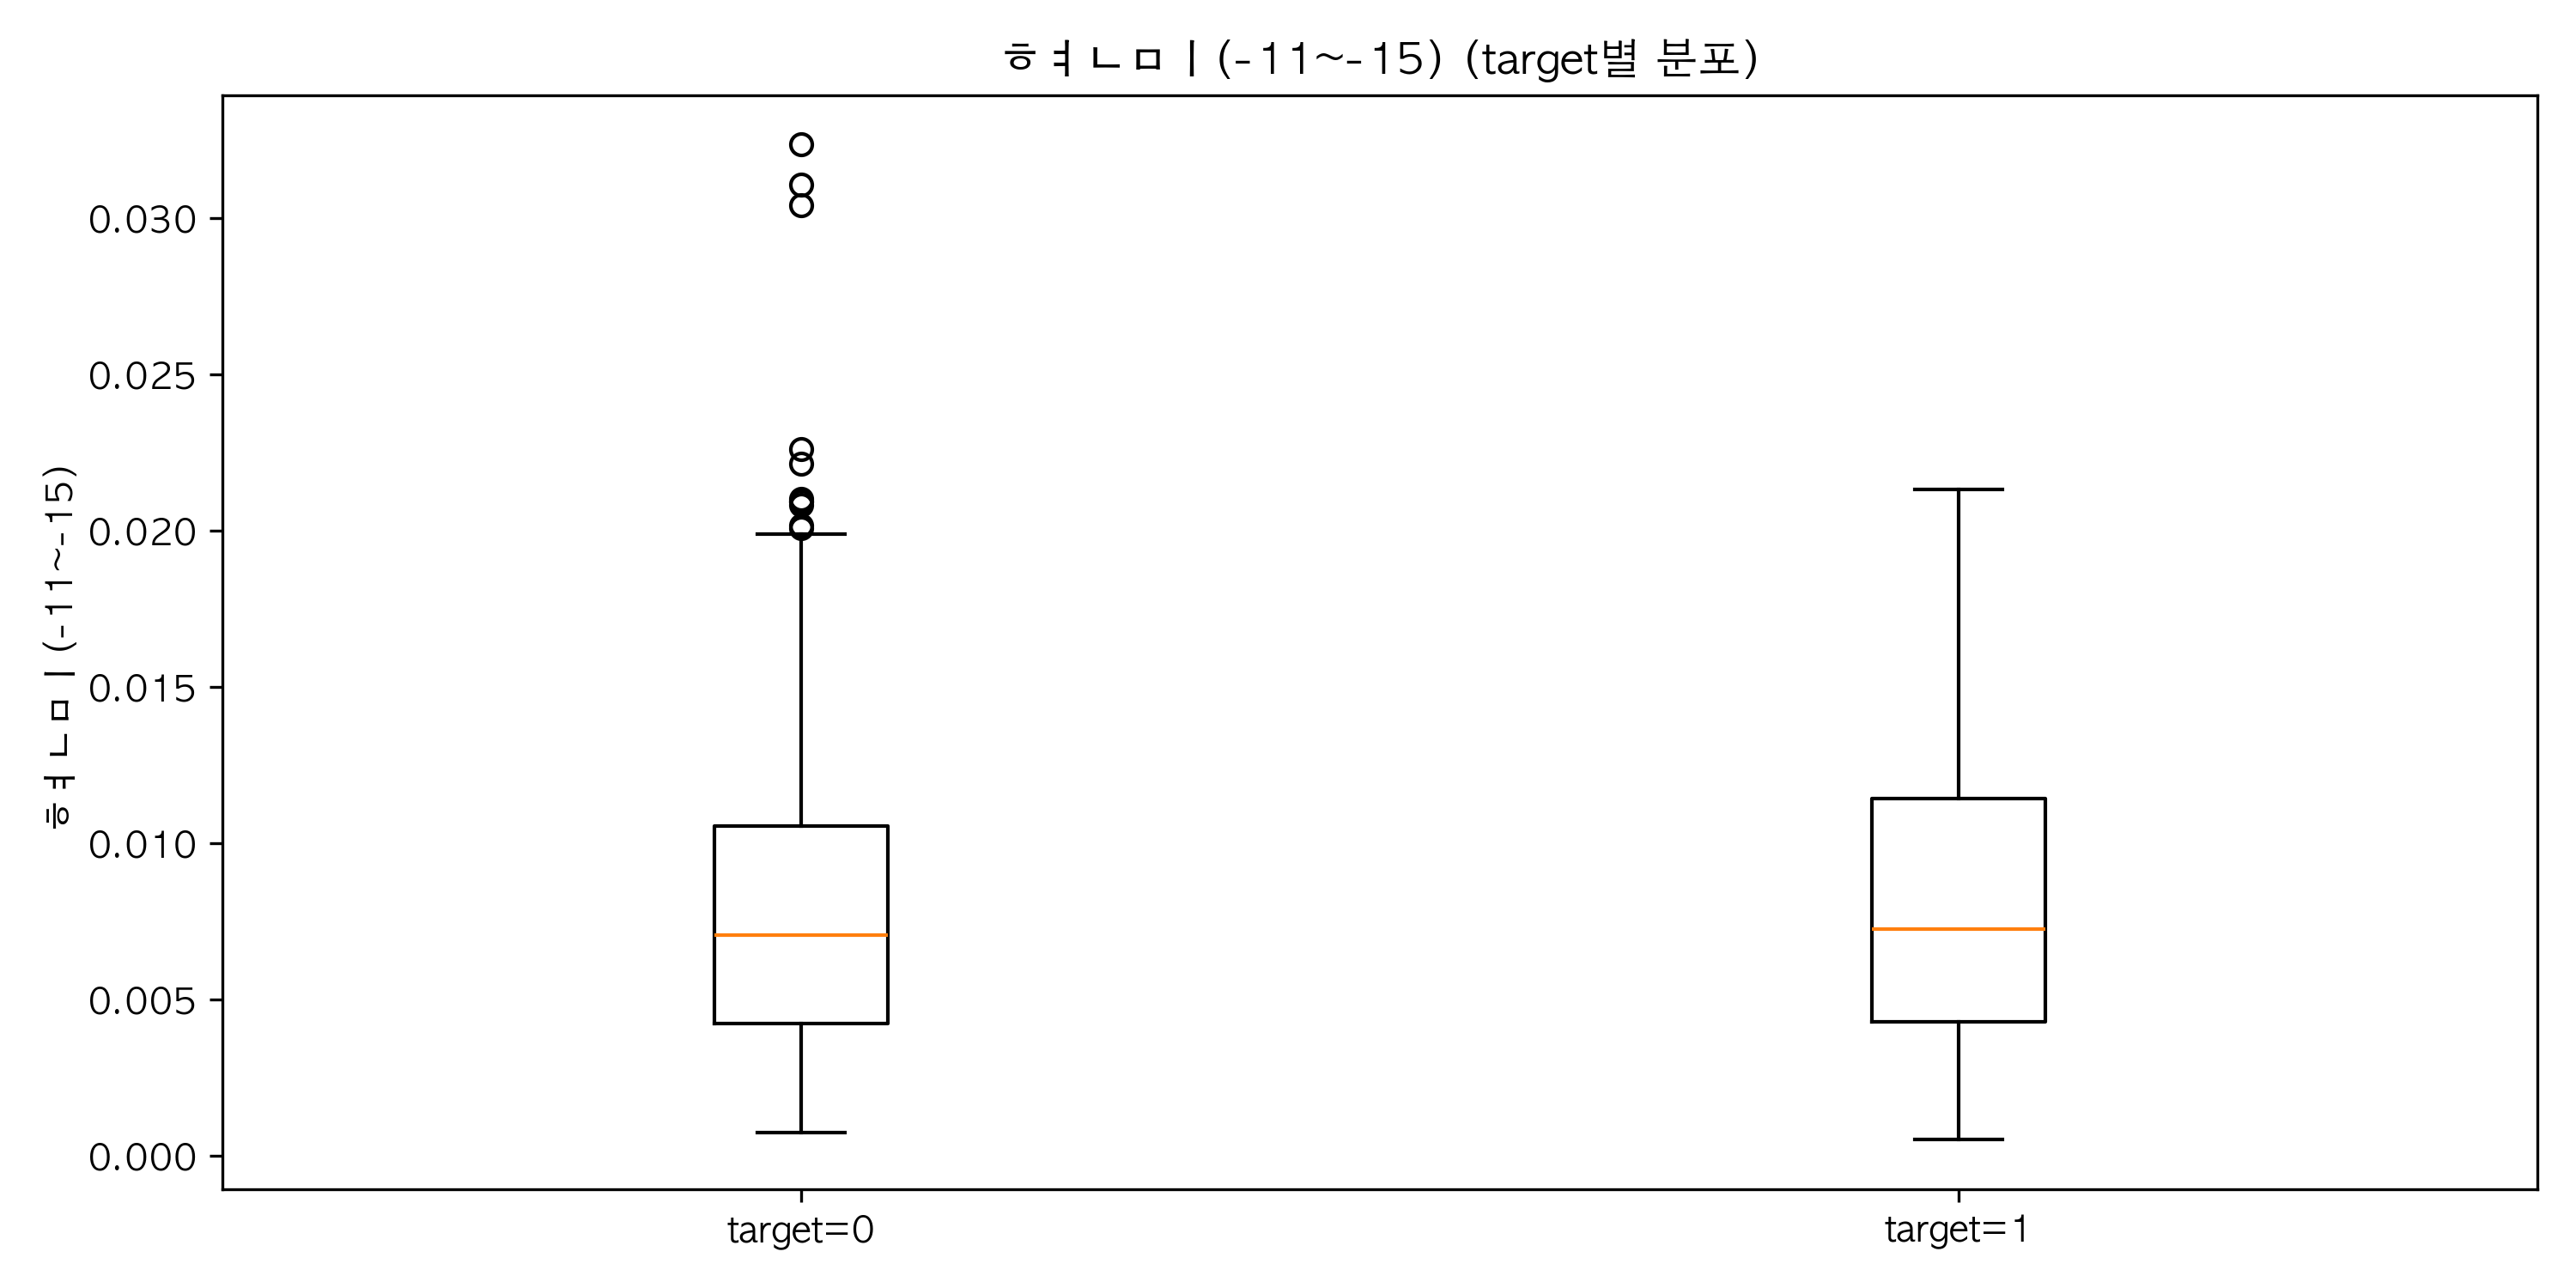 ㅎㅕㄴㅁㅣ(-11~-15) (target별 분포)
ㅎㅕㄴㅁㅣ(-11~-15)
0.030
0.025
0.020
0.015
0.010
0.005
0.000
target=0
target=1